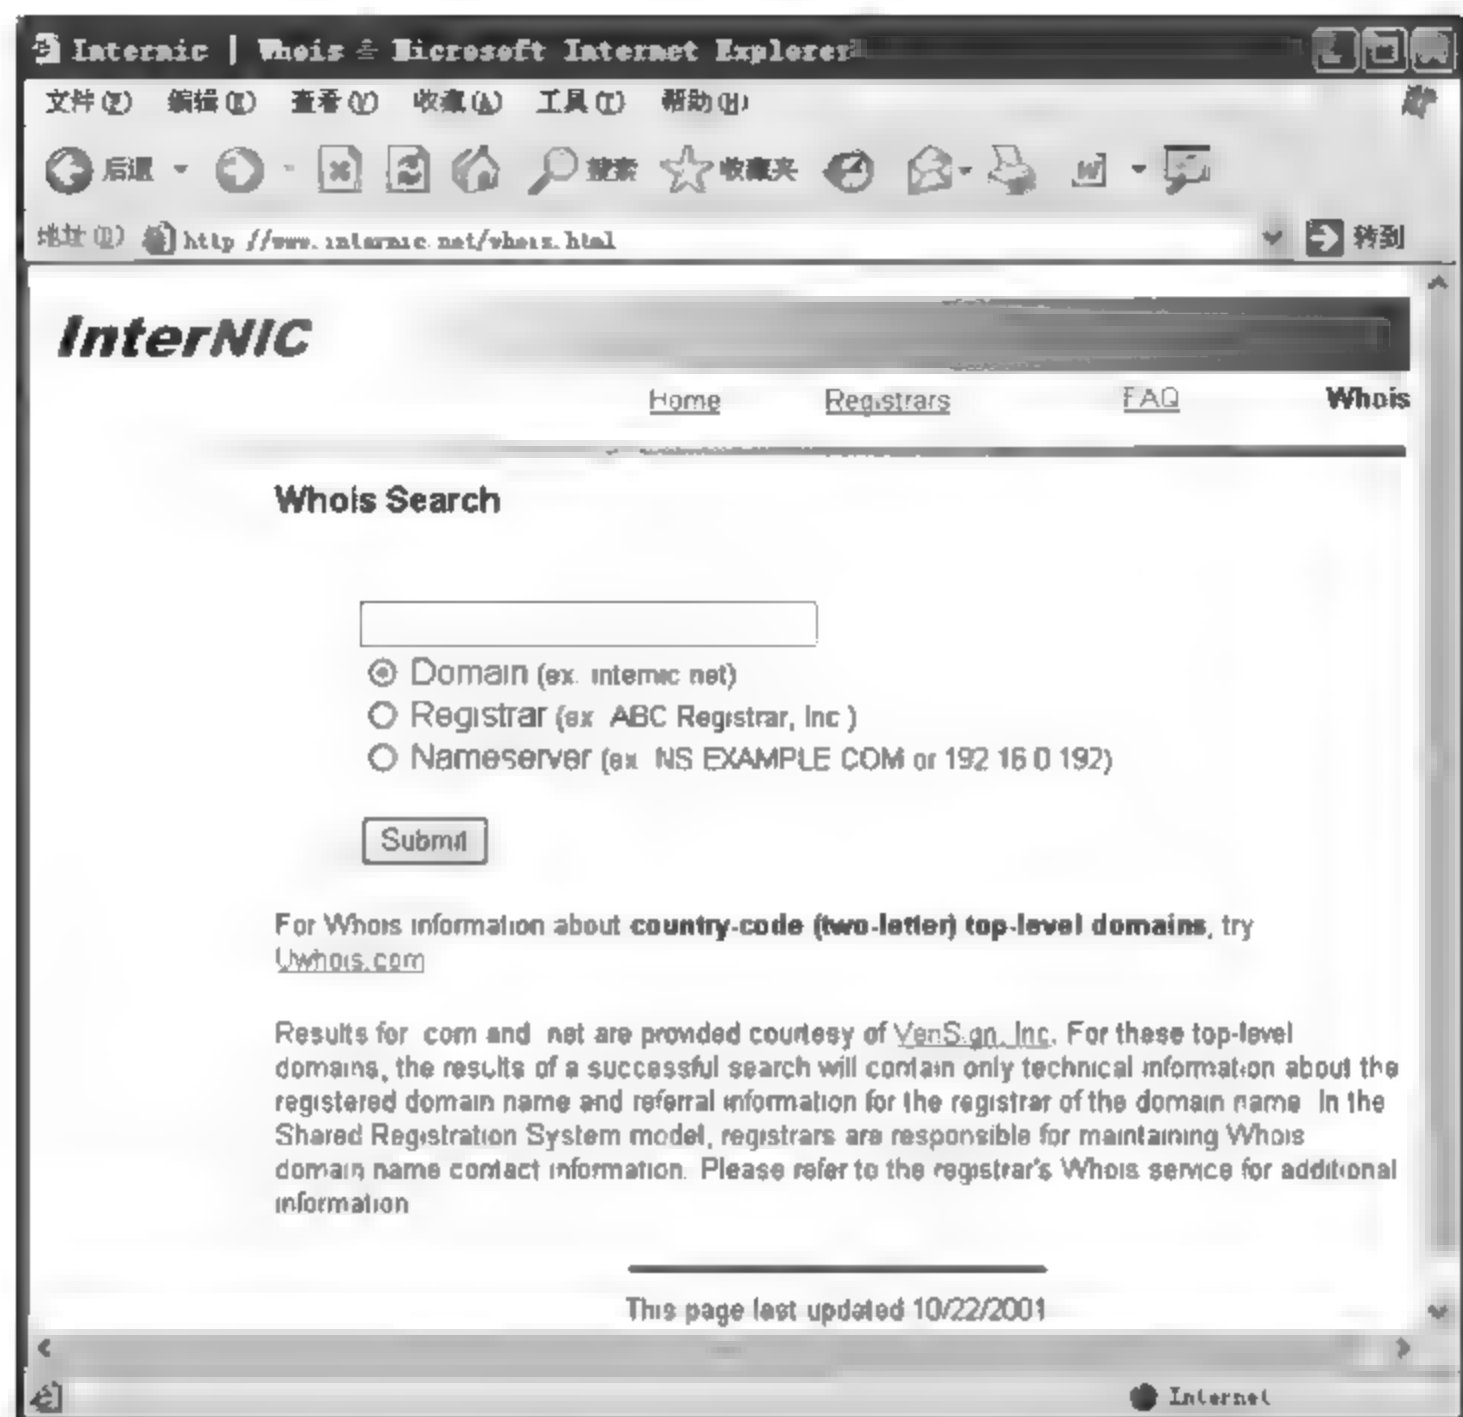 Internic | Whois - Microsoft Internet Explorer
文件(F) 编辑(E) 查看(V) 收藏(A) 工具(T) 帮助(H)
后退 搜索 收藏夹
地址(D) http://www.internic.net/whois.html 转到
InterNIC
Home Registrars FAQ Whois
Whois Search
Domain (ex. internic.net)
Registrar (ex. ABC Registrar, Inc.)
Nameserver (ex. NS.EXAMPLE.COM or 192.16.0.192)
Submit
For Whois information about country-code (two-letter) top-level domains, try
Uwhois.com
Results for .com and .net are provided courtesy of VeriSign, Inc. For these top-level
domains, the results of a successful search will contain only technical information about the
registered domain name and referral information for the registrar of the domain name. In the
Shared Registration System model, registrars are responsible for maintaining Whois
domain name contact information. Please refer to the registrar's Whois service for additional
information.
This page last updated 10/22/2001
Internet